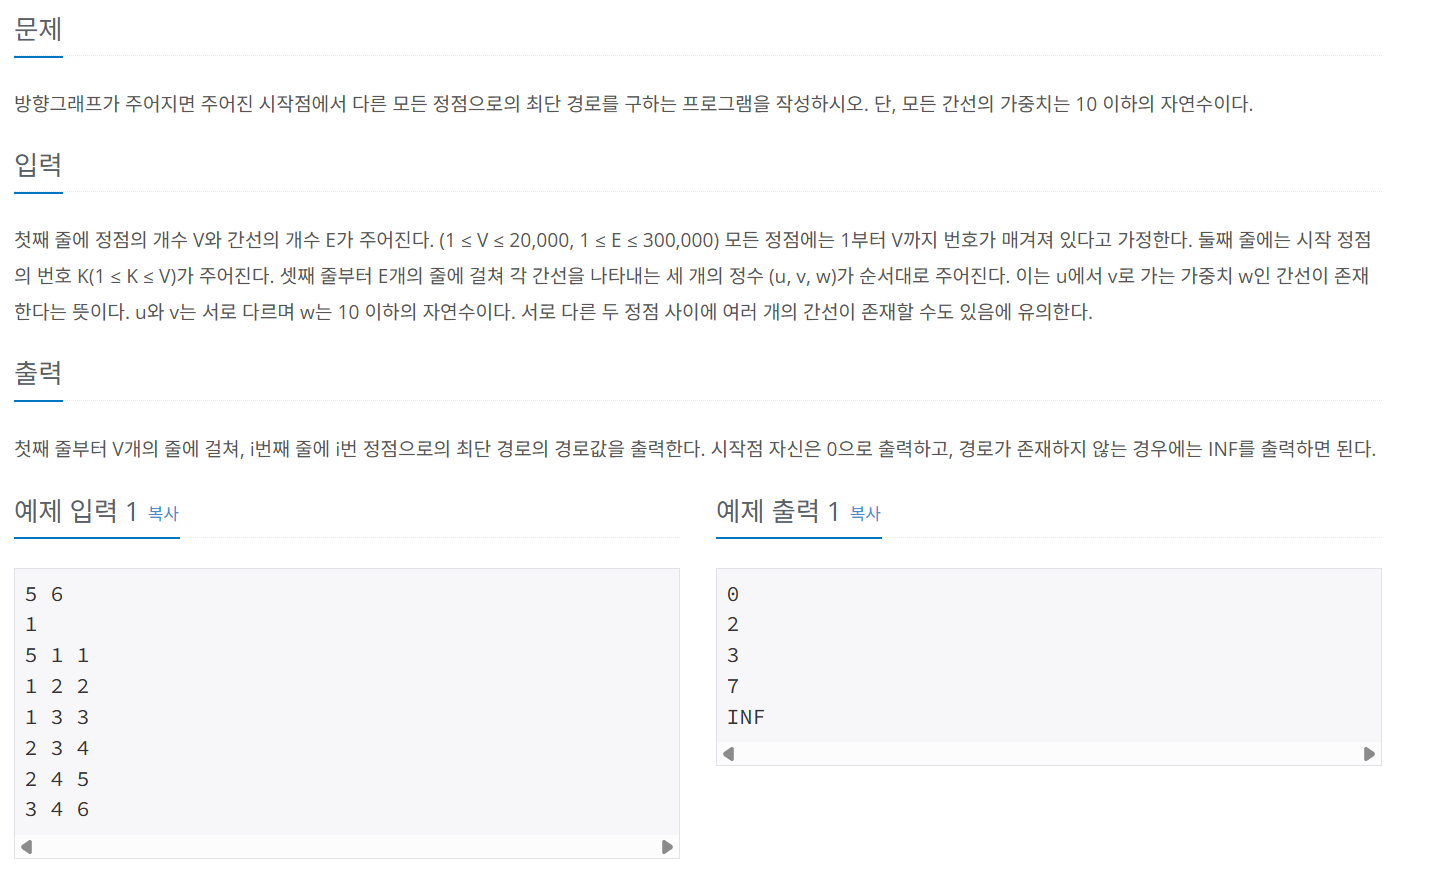 문제
방향그래프가 주어지면 주어진 시작점에서 다른 모든 정점으로의 최단 경로를 구하는 프로그램을 작성하시오. 단, 모든 간선의 가중치는 10 이하의 자연수이다.
입력
첫째 줄에 정점의 개수 V와 간선의 개수 E가 주어진다. (1 ≤ V ≤ 20,000, 1 ≤ E ≤ 300,000) 모든 정점에는 1부터 V까지 번호가 매겨져 있다고 가정한다. 둘째 줄에는 시작 정점
의 번호 K(1 ≤ K ≤ V)가 주어진다. 셋째 줄부터 E개의 줄에 걸쳐 각 간선을 나타내는 세 개의 정수 (u, v, w)가 순서대로 주어진다. 이는 u에서 v로 가는 가중치 w인 간선이 존재
한다는 뜻이다. u와 v는 서로 다르며 w는 10 이하의 자연수이다. 서로 다른 두 정점 사이에 여러 개의 간선이 존재할 수도 있음에 유의한다.
출력
첫째 줄부터 V개의 줄에 걸쳐, i번째 줄에 i번 정점으로의 최단 경로의 경로값을 출력한다. 시작점 자신은 0으로 출력하고, 경로가 존재하지 않는 경우에는 INF를 출력하면 된다.
예제 입력 1 복사
5 6
1
5 1 1
1 2 2
1 3 3
2 3 4
2 4 5
3 4 6
예제 출력 1 복사
0
2
3
7
INF